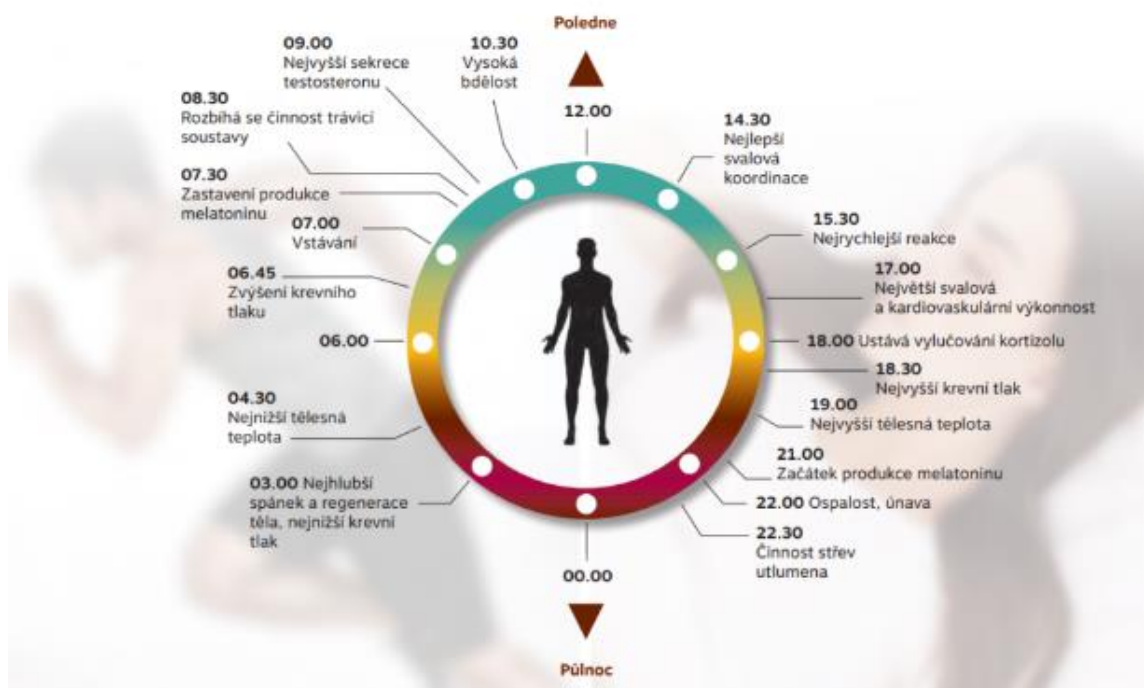 Poledne
12.00
09.00
Nejvyšší sekrece
testosteronu
10.30
Vysoká
bdělost
08.30
Rozbíhá se činnost trávicí
soustavy
07.30
Zastavení produkce
melatoninu
07.00
Vstávání
06.45
Zvýšení krevního
tlaku
06.00
04.30
Nejnižší tělesná
teplota
03.00 Nejhlubší
spánek a regenerace
těla, nejnižší krevní
tlak
14.30
Nejlepší
svalová
koordinace
15.30
Nejrychlejší reakce
17.00
Největší svalová
a kardiovaskulární výkonnost
18.00 Ustává vylučování kortizolu
18.30
Nejvyšší krevní tlak
19.00
Nejvyšší tělesná teplota
21.00
Začátek produkce melatoninu
22.00 Ospalost, únava
22.30
Činnost střev
utlumena
00.00
Půlnoc